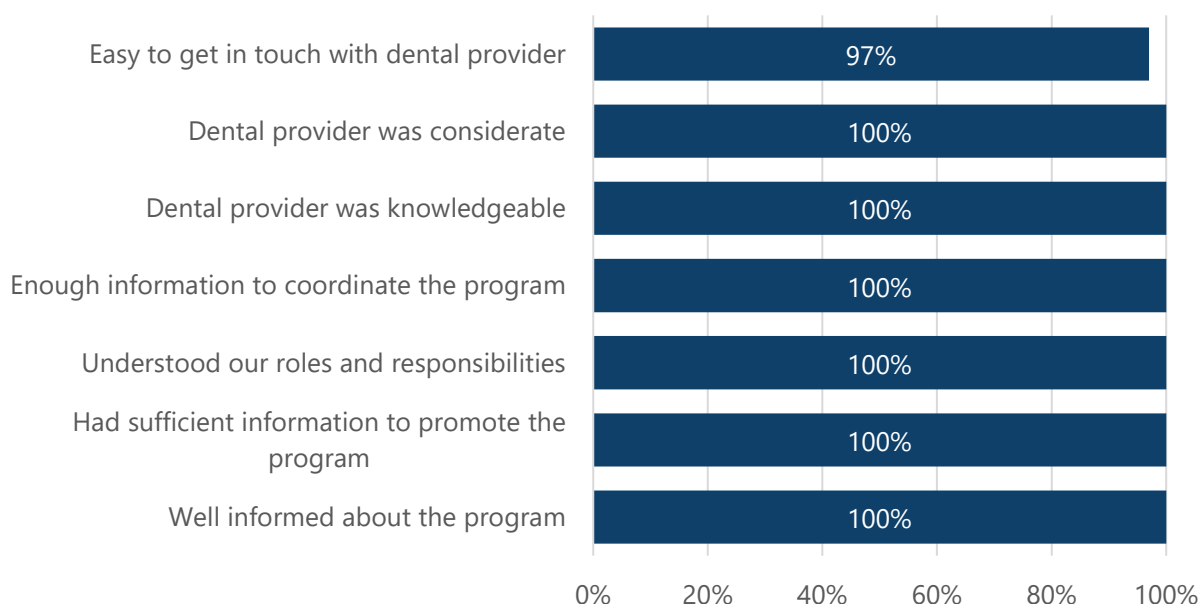 Easy to get in touch with dental provider
97%
Dental provider was considerate
100%
Dental provider was knowledgeable
100%
Enough information to coordinate the program
100%
Understood our roles and responsibilities
100%
Had sufficient information to promote the
program
100%
Well informed about the program
100%
0% 20% 40% 60% 80% 100%